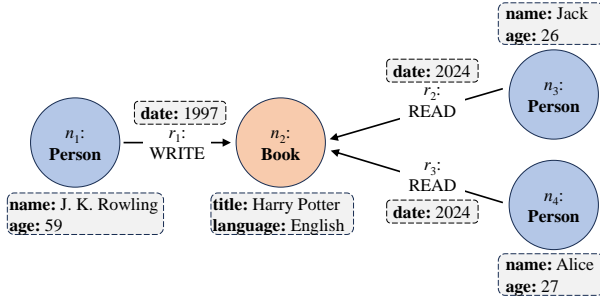 name: Jack
age: 26
date: 2024
r₂:
READ
n₃:
Person
date: 1997
r₁:
WRITE
n₁:
Person
n₂:
Book
r₃:
READ
date: 2024
n₄:
Person
name: J. K. Rowling
age: 59
title: Harry Potter
language: English
name: Alice
age: 27